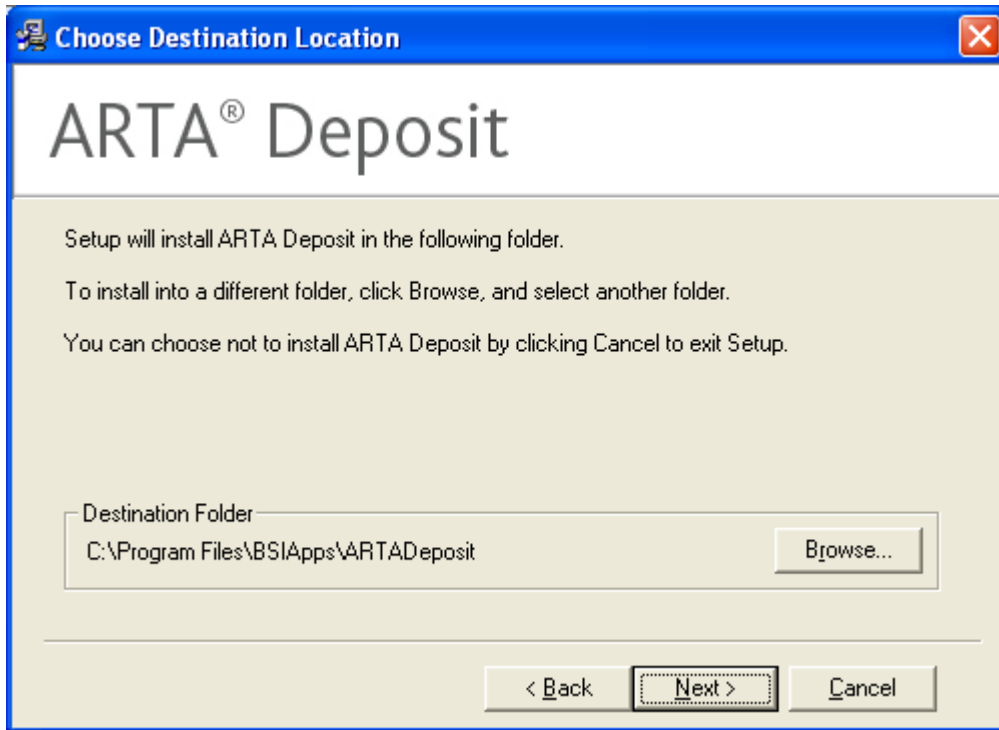 Choose Destination Location
ARTA® Deposit
Setup will install ARTA Deposit in the following folder.
To install into a different folder, click Browse, and select another folder.
You can choose not to install ARTA Deposit by clicking Cancel to exit Setup.
Destination Folder
C:\Program Files\BSIApps\ARTADeposit
Browse...
< Back Next > Cancel